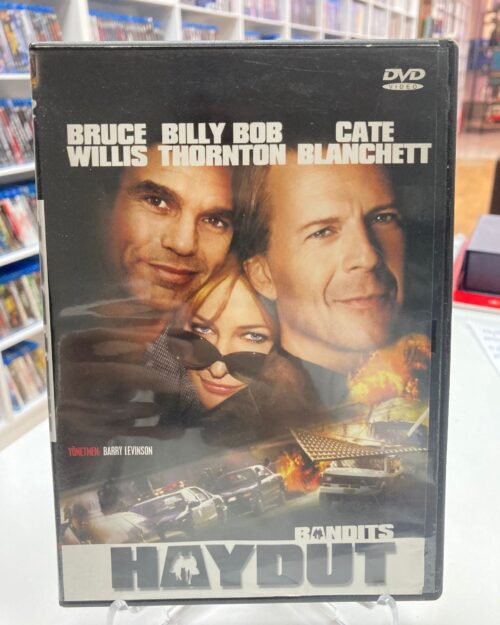 DVD
VIDEO
BRUCE WILLIS
BILLY BOB THORNTON
CATE BLANCHETT
YÖNETMEN: BARRY LEVINSON
BANDITS
HAYDUT